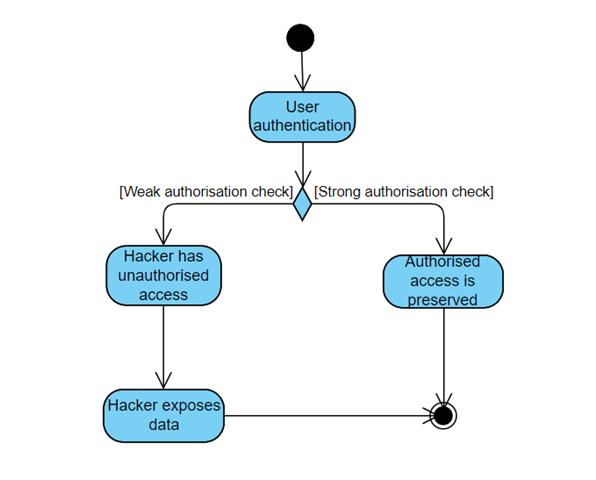 User
authentication
[Weak authorisation check]
[Strong authorisation check]
Hacker has
unauthorised
access
Authorised
access is
preserved
Hacker exposes
data